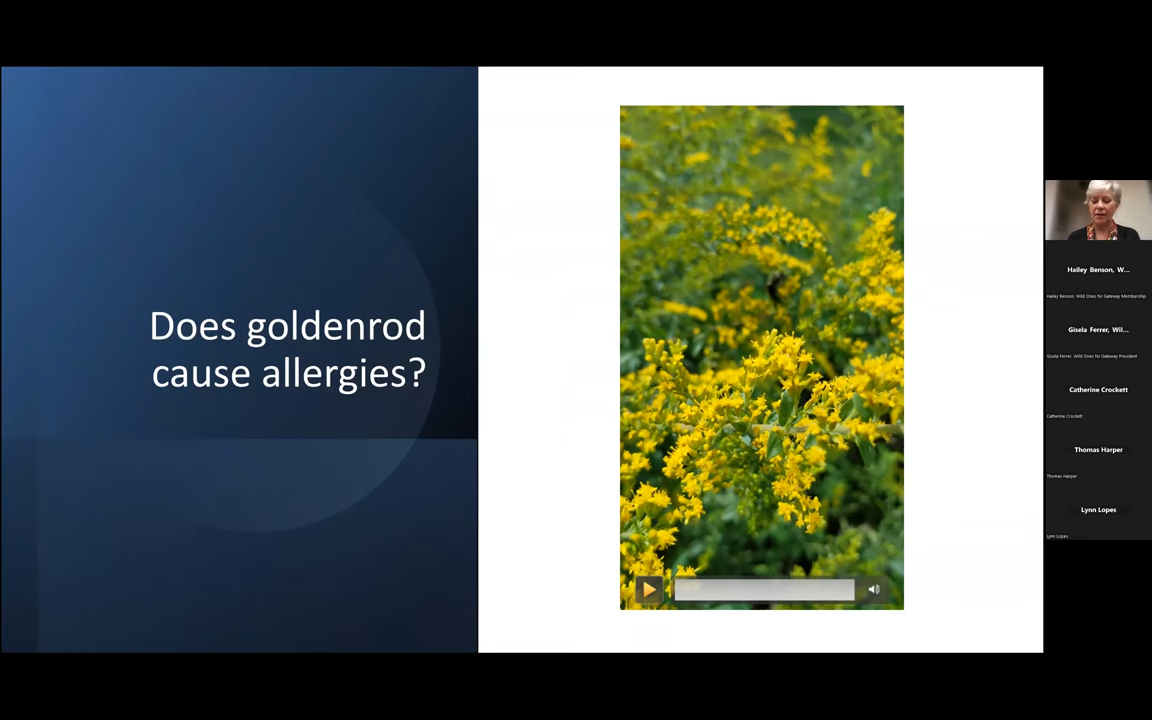 Does goldenrod
cause allergies?
Hailey Benson, W...
Hailey Benson, Wild Ones NJ Gateway Membership
Gisela Ferrer, Wil...
Gisela Ferrer, Wild Ones NJ Gateway President
Catherine Crockett
Catherine Crockett
Thomas Harper
Thomas Harper
Lynn Lopes
Lynn Lopes